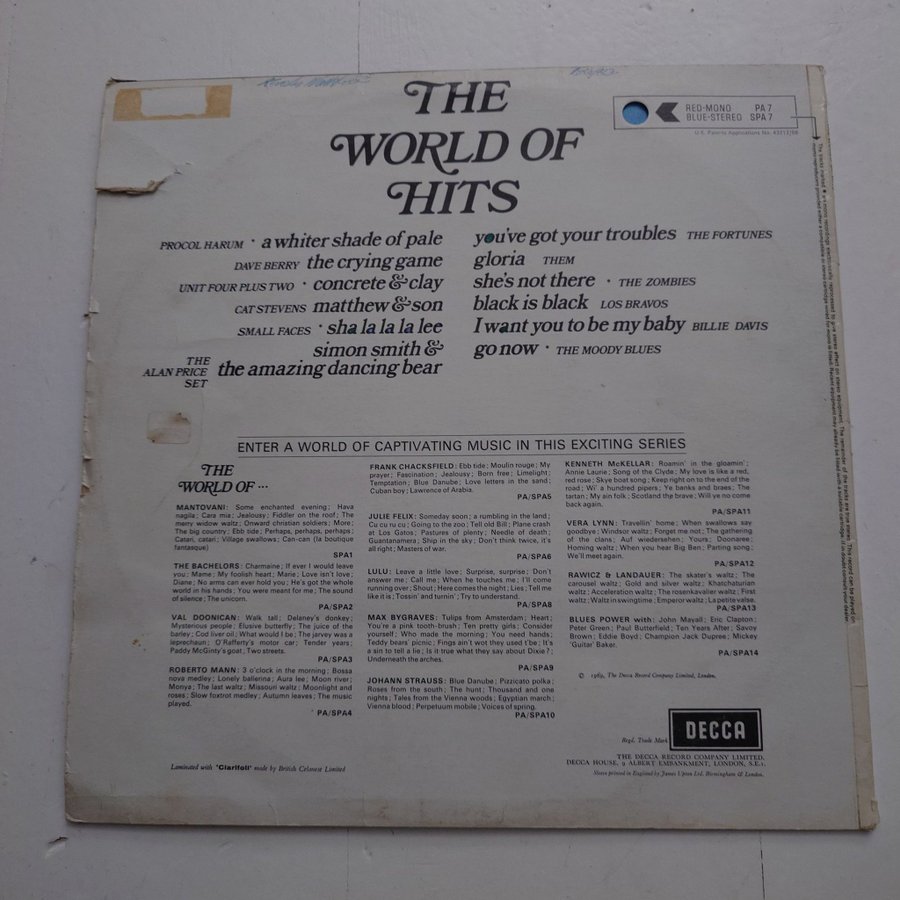 THE
WORLD OF
HITS
RED-MONO PA 7
BLUE-STEREO SPA 7
U.K. Patents Applications No.
PROCOL HARUM · a whiter shade of pale
DAVE BERRY the crying game
UNIT FOUR PLUS TWO · concrete & clay
CAT STEVENS matthew & son
SMALL FACES · sha la la la lee
simon smith &
THE ALAN PRICE SET the amazing dancing bear
you've got your troubles THE FORTUNES
gloria THEM
she's not there · THE ZOMBIES
black is black LOS BRAVOS
I want you to be my baby BILLIE DAVIS
go now · THE MOODY BLUES
ENTER A WORLD OF CAPTIVATING MUSIC IN THIS EXCITING SERIES
THE
WORLD OF ...
MANTOVANI: Some enchanted evening; Hava
nagila; Cara mia; Jealousy; Fiddler on the roof; The
merry widow waltz; Onward christian soldiers; More;
The big country; Ebb tide; Perhaps, perhaps, perhaps;
Catari, catari; Village swallows; Can-can (la boutique
fantasque)
SPA1
THE BACHELORS: Charmaine; If ever I would leave
you; Mame; My foolish heart; Marie; Love isn't love;
Diane; No arms can ever hold you; He's got the whole
world in his hands; You were meant for me; The sound
of silence; The unicorn.
PA/SPA2
VAL DOONICAN: Walk tall; Delaney's donkey;
Mysterious people; Elusive butterfly; The juice of the
barley; Cod liver oil; What would I be; The jarvey was a
leprechaun; O'Rafferty's motor car; Tender years;
Paddy McGinty's goat; Two streets.
PA/SPA3
ROBERTO MANN: 3 o'clock in the morning; Bossa
nova medley; Lonely ballerina; Aura lee; Moon river;
Moriya; The last waltz; Missouri waltz; Moonlight and
roses; Slow foxtrot medley; Autumn leaves; The music
played.
PA/SPA4
FRANK CHACKSFIELD: Ebb tide; Moulin rouge; My
prayer; Fascination; Jealousy; Born free; Limelight;
Temptation; Blue Danube; Love letters in the sand;
Cuban boy; Lawrence of Arabia.
PA/SPA5
JULIE FELIX: Someday soon; a rumbling in the land;
Cu cu ru cu; Going to the zoo; Tell old Bill; Plane crash
at Los Gatos; Pastures of plenty; Needle of death;
Guantanamera; Ship in the sky; Don't think twice, it's
all right; Masters of war.
PA/SPA6
LULU: Leave a little love; Surprise, surprise; Don't
answer me; Call me; When he touches me; I'll come
running over; Shout; Here comes the night; Lies; Tell me
like it is; Tossin' and turnin'; Try to understand.
PA/SPA8
MAX BYGRAVES: Tulips from Amsterdam; Heart;
You're a pink tooth-brush; Ten pretty girls; Consider
yourself; Who made the morning; You need hands;
Teddy bears' picnic; Fings ain't wot they used t'be; It's
a sin to tell a lie; Is it true what they say about Dixie?;
Underneath the arches.
PA/SPA9
JOHANN STRAUSS: Blue Danube; Pizzicato polka;
Roses from the south; The hunt; Thousand and one
nights; Tales from the Vienna woods; Egyptian march;
Vienna blood; Perpetuum mobile; Voices of spring.
PA/SPA10
KENNETH McKELLAR: Roamin' in the gloamin';
Annie Laurie; Song of the Clyde; My love is like a red,
red rose; Skye boat song; Keep right on to the end of the
road; Wi' a hundred pipers; Ye banks and braes; The
tartan; My ain folk; Scotland the brave; Will ye no come
back again.
PA/SPA11
VERA LYNN: Travellin' home; When swallows say
goodbye; Windsor waltz; Forget me not; The gathering
of the clans; Auf wiedersehen; Yours; Doonaree;
Homing waltz; When you hear Big Ben; Parting song;
We'll meet again.
PA/SPA12
RAWICZ & LANDAUER: The skater's waltz; The
carousel waltz; Gold and silver waltz; Khatchaturian
waltz; Acceleration waltz; The rosenkavalier waltz; First
waltz; Waltz in swingtime; Emperor waltz; La petite valse.
PA/SPA13
BLUES POWER with: John Mayall; Eric Clapton;
Peter Green; Paul Butterfield; Ten Years After; Savoy
Brown; Eddie Boyd; Champion Jack Dupree; Mickey
'Guitar' Baker.
PA/SPA14
© 1969, The Decca Record Company Limited, London.
DECCA
Regd. Trade Mark
THE DECCA RECORD COMPANY LIMITED,
DECCA HOUSE, 9 ALBERT EMBANKMENT, LONDON, S.E.1.
Sleeve printed in England by James Upton Ltd. Birmingham & London.
Laminated with 'Clarifoil' made by British Celanese Limited